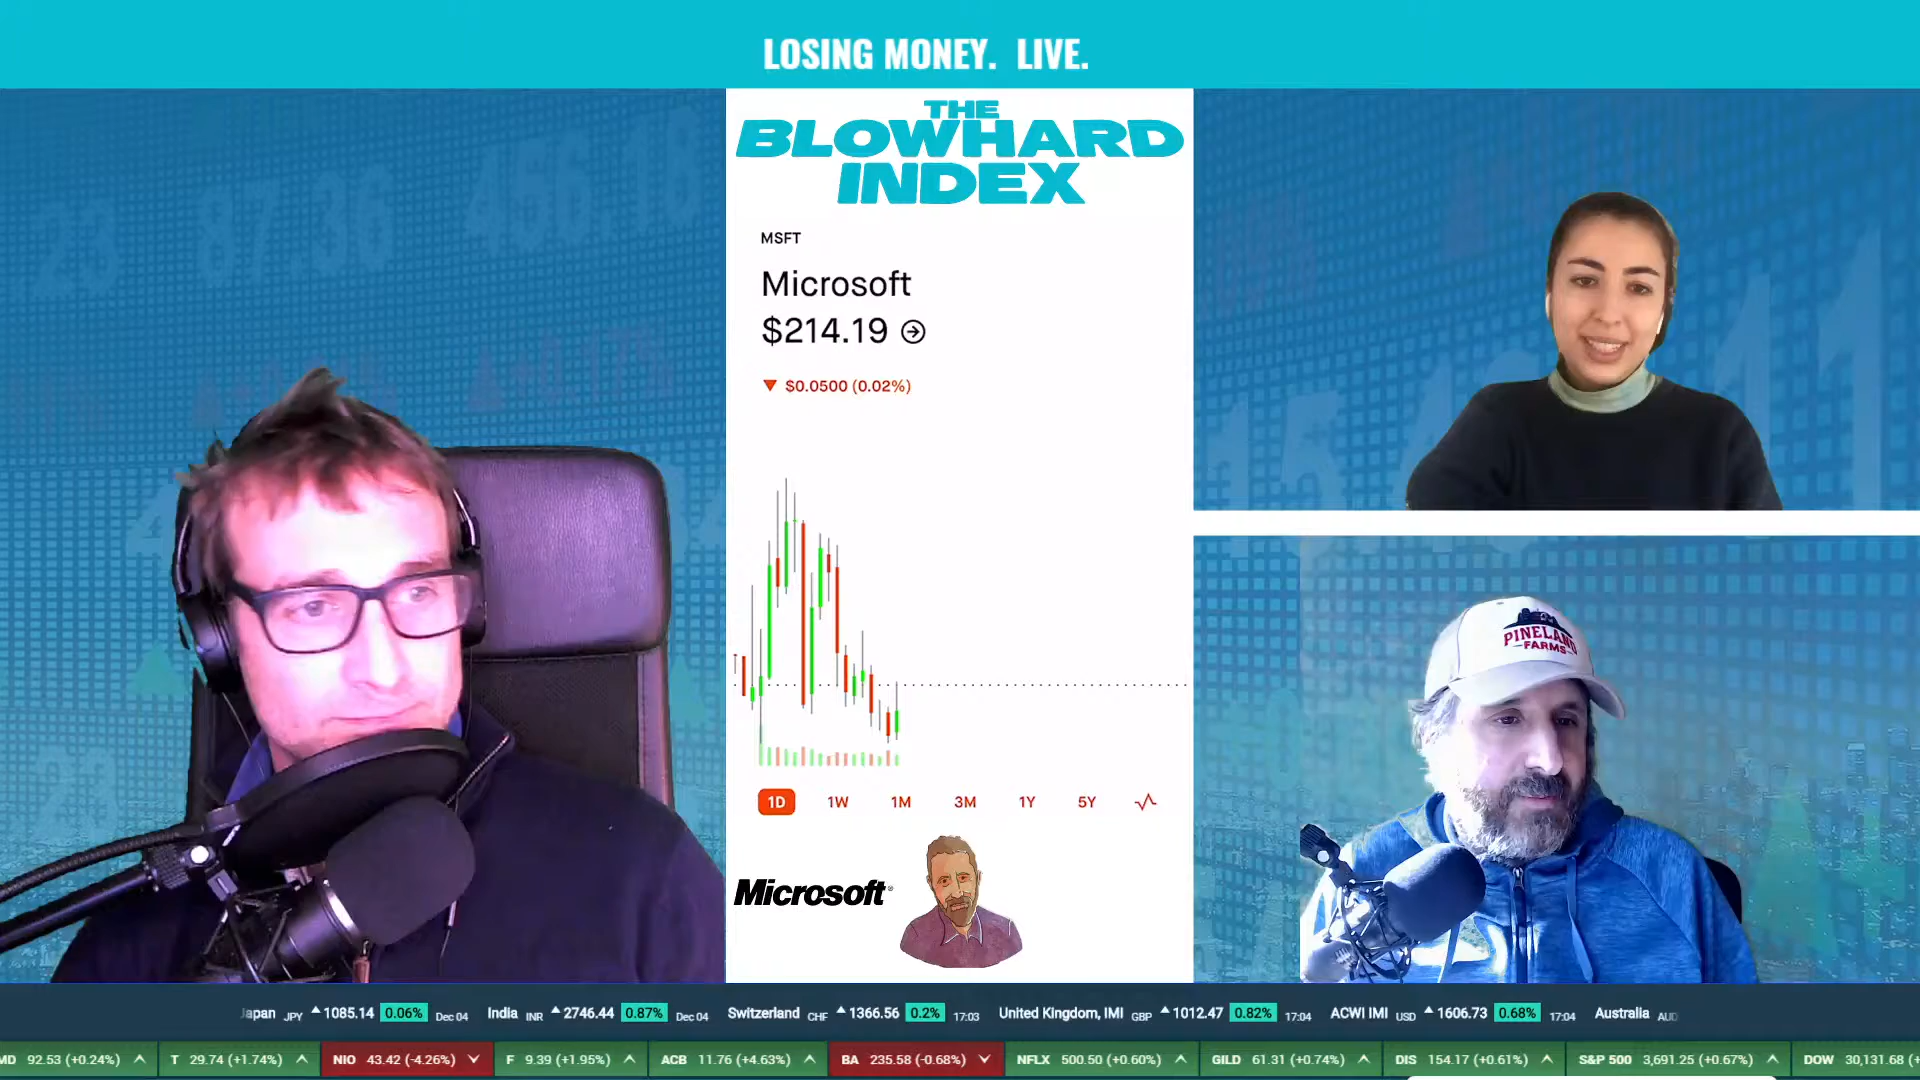 LOSING MONEY. LIVE.
THE
BLOWHARD
INDEX
MSFT
Microsoft
$214.19
$0.0500 (0.02%)
1D 1W 1M 3M 1Y 5Y
Microsoft
PINELAND
FARMS
Japan JPY 1085.14 0.06% Dec 04 India INR 2746.44 0.87% Dec 04 Switzerland CHF 1366.56 0.2% 17:03 United Kingdom, IMI GBP 1012.47 0.82% 17:04 ACWI IMI USD 1606.73 0.68% 17:04 Australia AUD
MD 92.53 (+0.24%) T 29.74 (+1.74%) NIO 43.42 (-4.26%) F 9.39 (+1.95%) ACB 11.76 (+4.63%) BA 235.58 (-0.68%) NFLX 500.50 (+0.60%) GILD 61.31 (+0.74%) DIS 154.17 (+0.61%) S&P 500 3,691.25 (+0.67%) DOW 30,131.68 (+